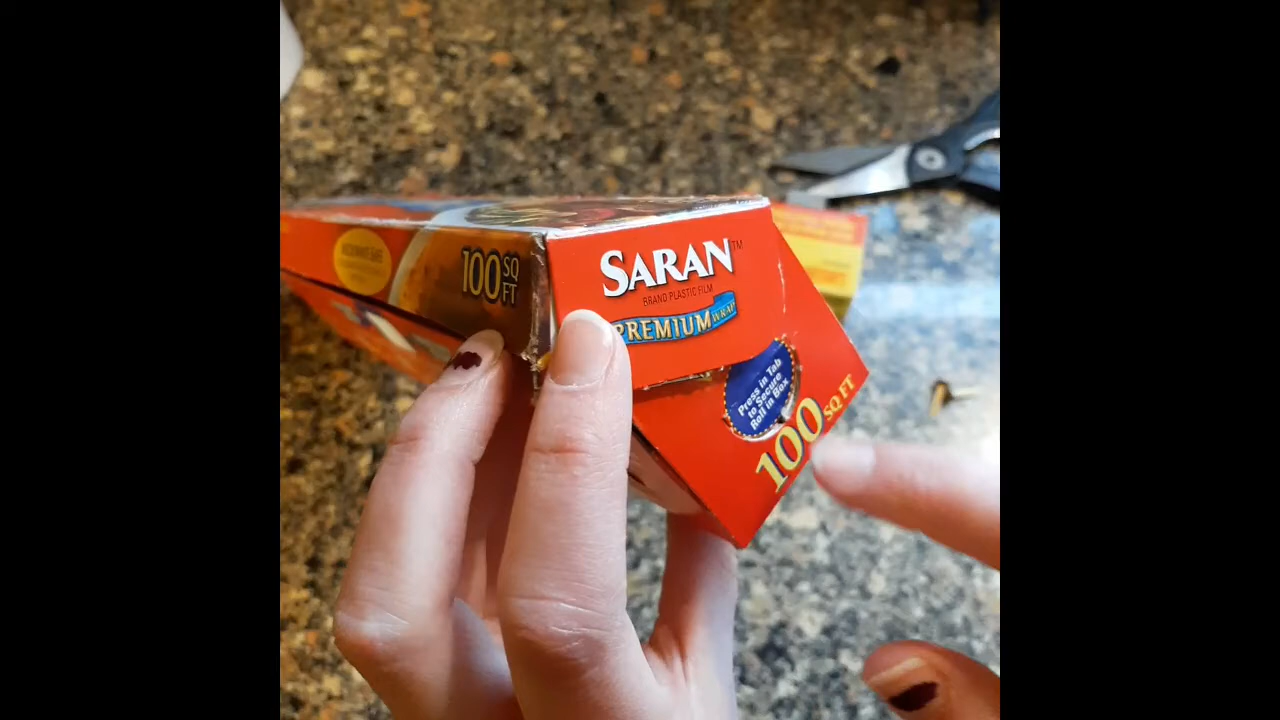 100 SQ
FT
SARAN™
BRAND PLASTIC FILM
PREMIUM WRAP
Press in Tab
to Secure
Roll in Box
100 SQ FT